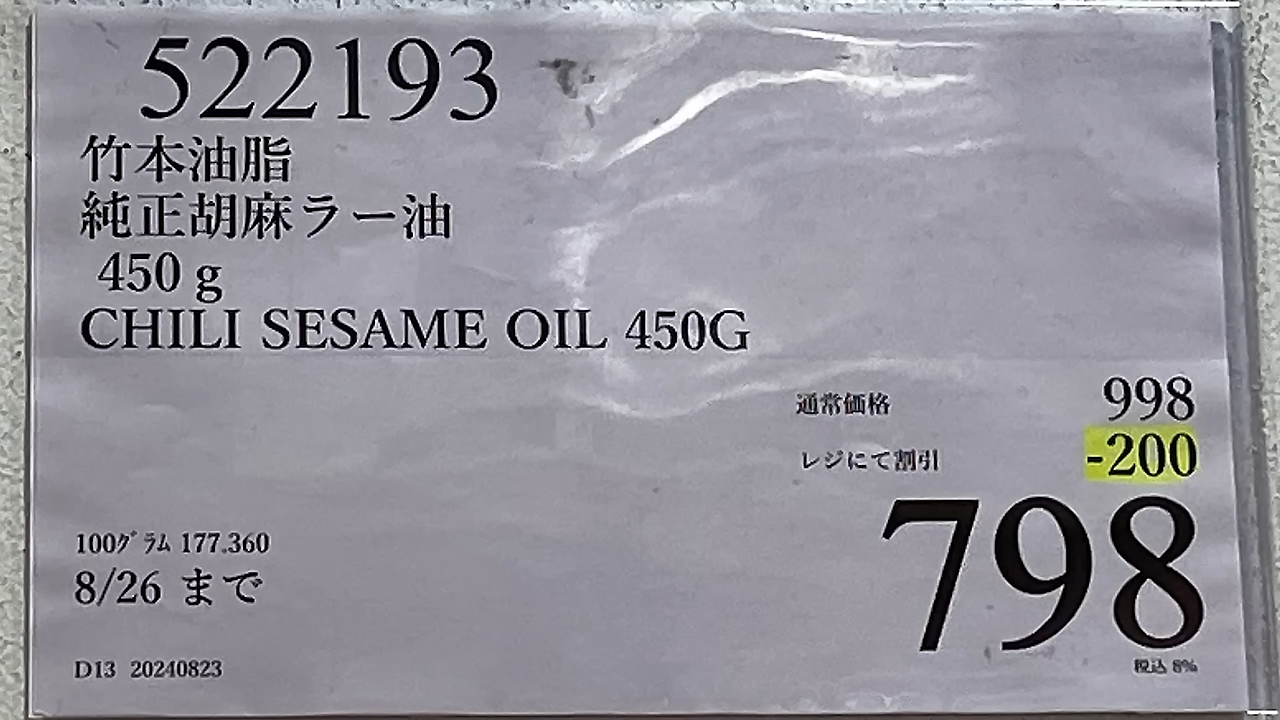 522193
竹本油脂
純正胡麻ラー油
450 g
CHILI SESAME OIL 450G
通常価格 998
レジにて割引 -200
798
税込 8%
100グラム 177.360
8/26 まで
D13 20240823